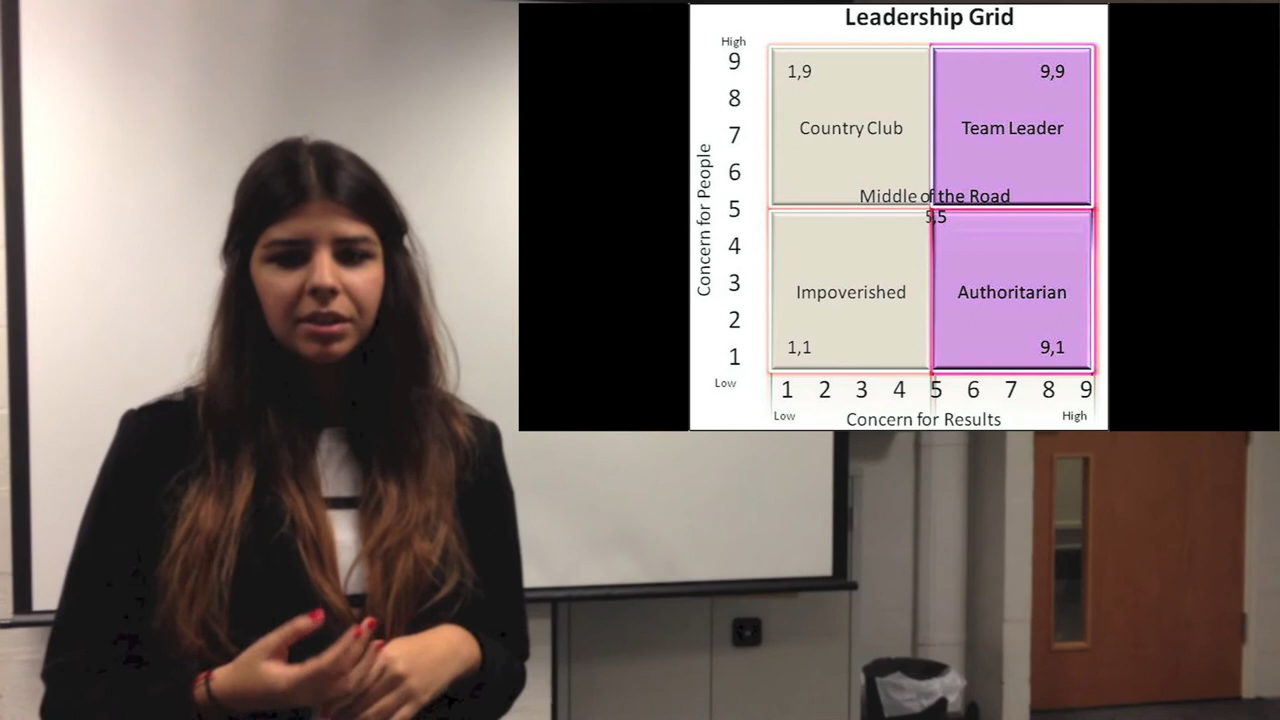 Leadership Grid
High
9
8
7
6
5
4
3
2
1
Low
Concern for People
1,9
Country Club
9,9
Team Leader
Middle of the Road
5,5
Impoverished
1,1
Authoritarian
9,1
1 2 3 4 5 6 7 8 9
Low
High
Concern for Results